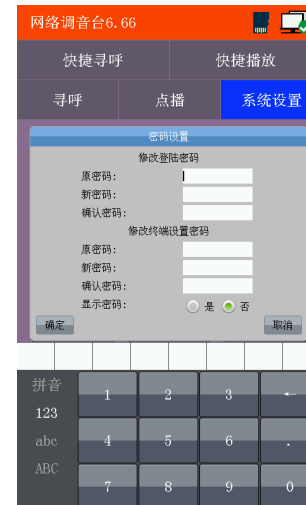 网络调音台6.66
快捷寻呼 快捷播放
寻呼 点播 系统设置
密码设置
修改登陆密码
原密码:
新密码:
确认密码:
修改终端设置密码
原密码:
新密码:
确认密码:
显示密码: 是 否
确定 取消
拼音
123
abc
ABC
1 2 3 ←
4 5 6 .
7 8 9 0